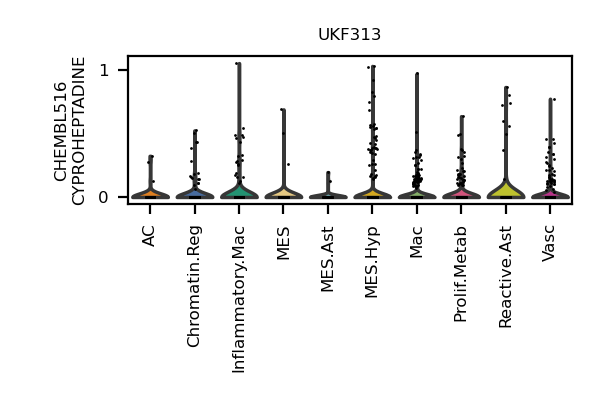 UKF313
CHEMBL516
CYPROHEPTADINE
1
0
AC
Chromatin.Reg
Inflammatory.Mac
MES
MES.Ast
MES.Hyp
Mac
Prolif.Metab
Reactive.Ast
Vasc